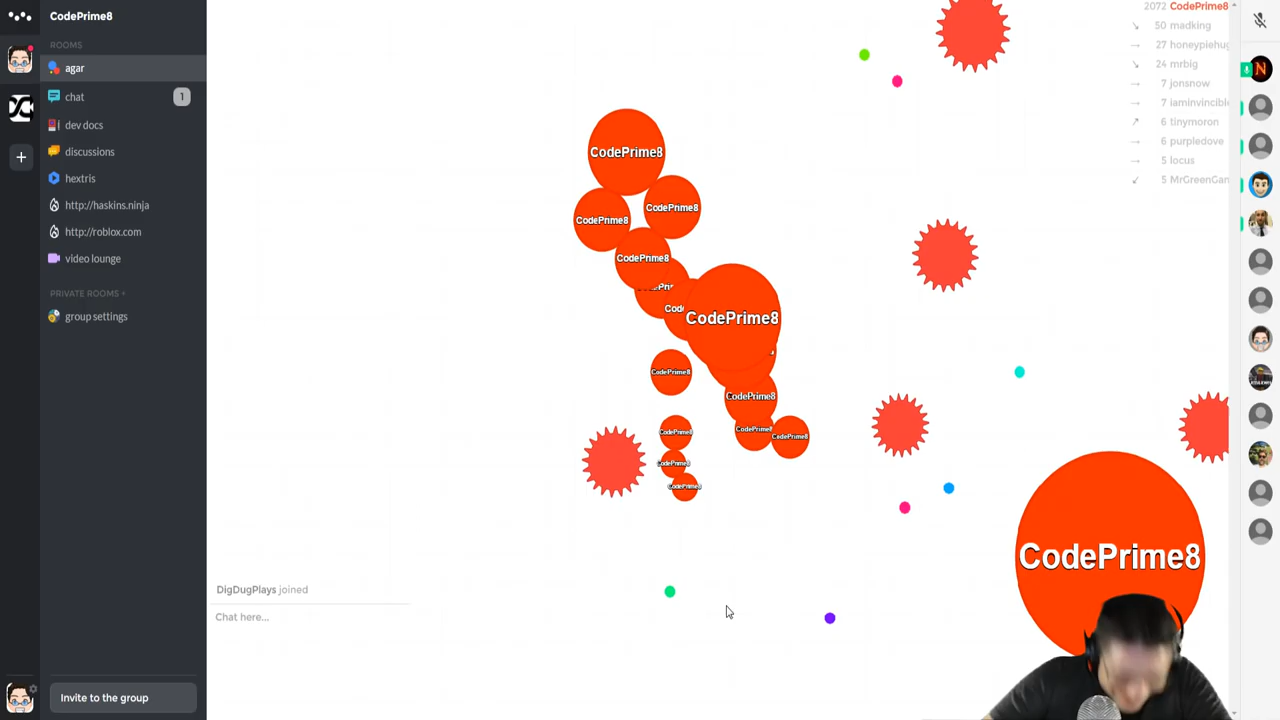 CodePrime8
ROOMS
agar
chat
1
dev docs
discussions
hextris
http://haskins.ninja
http://roblox.com
video lounge
PRIVATE ROOMS +
group settings
Invite to the group
DigDugPlays joined
Chat here...
CodePrime8
CodePrime8
CodePrime8
CodePrime8
CodePrime8
CodePrime8
CodePrime8
CodePrime8
CodePrime8
CodePrime8
CodePrime8
CodePrime8
CodePrime8
CodePrime8
2072 CodePrime8
50 madking
27 honeypiehug
24 mrbig
7 jonsnow
7 iaminvincible
6 tinymoron
6 purpledove
5 locus
5 MrGreenGan
N